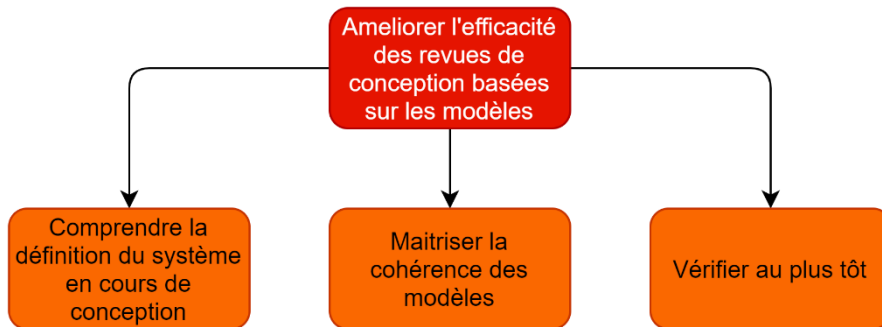 Ameliorer l'efficacité
des revues de
conception basées
sur les modèles
Comprendre la
définition du système
en cours de
conception
Maitriser la
cohérence des
modèles
Vérifier au plus tôt